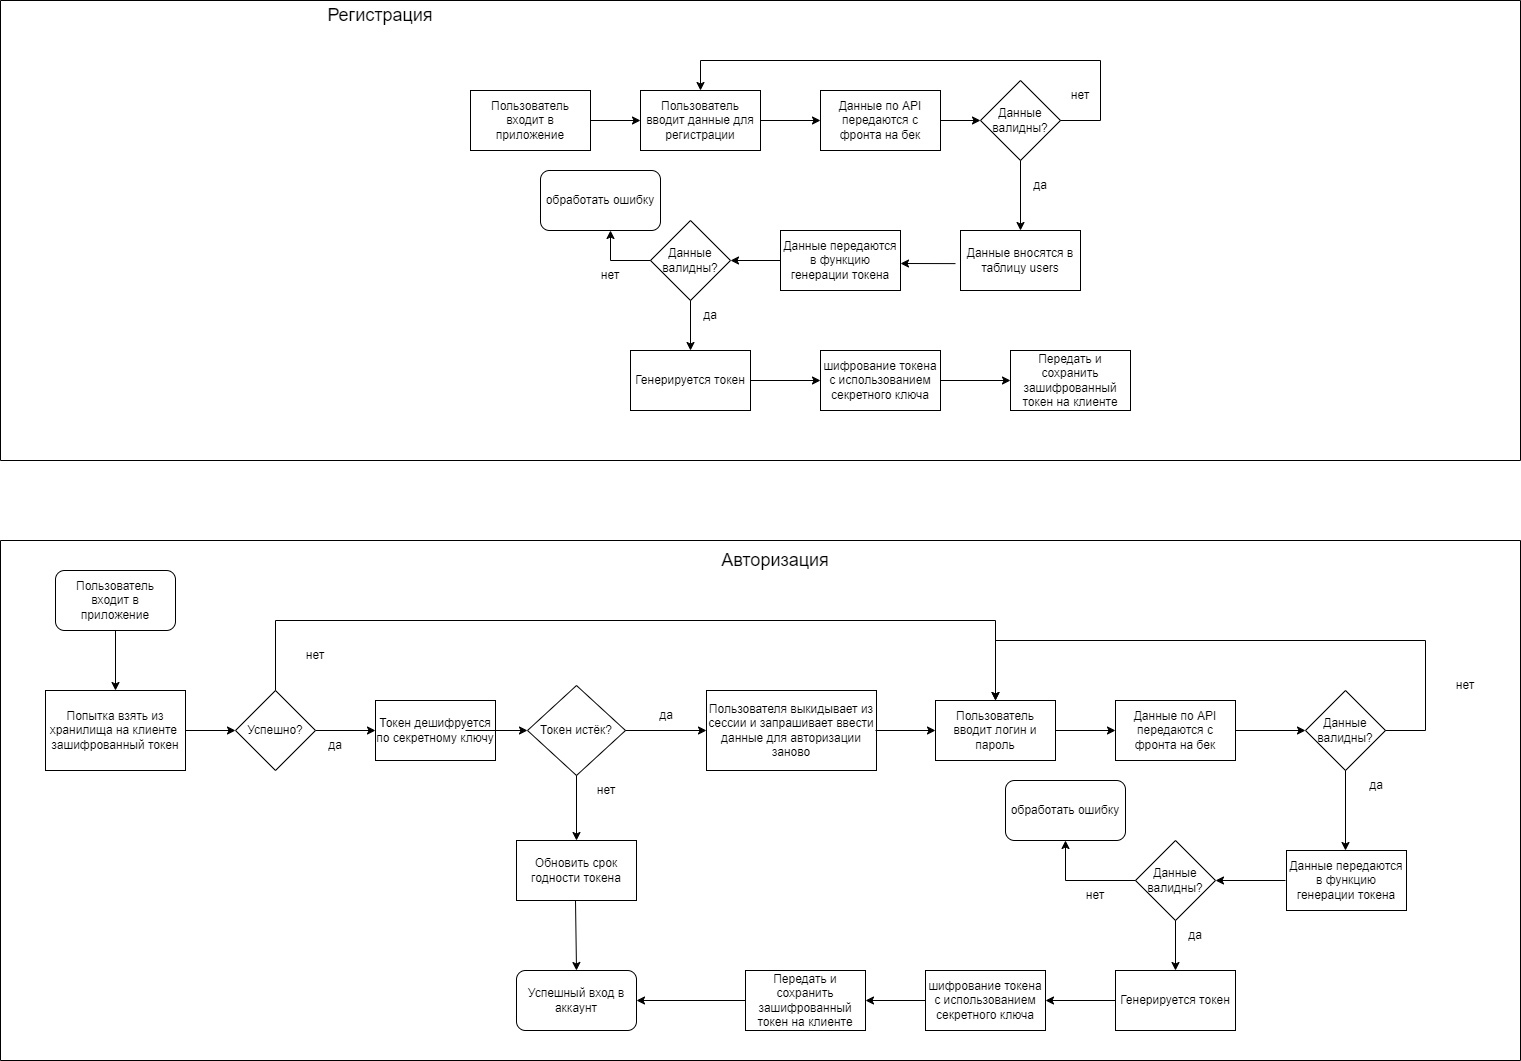 Регистрация
Пользователь
входит в
приложение
Пользователь
вводит данные для
регистрации
Данные по API
передаются с
фронта на бек
Данные
валидны?
нет
да
обработать ошибку
Данные
валидны?
нет
Данные передаются
в функцию
генерации токена
Данные вносятся в
таблицу users
да
Генерируется токен
шифрование токена
с использованием
секретного ключа
Передать и
сохранить
зашифрованный
токен на клиенте
Авторизация
Пользователь
входит в
приложение
нет
Попытка взять из
хранилища на клиенте
зашифрованный токен
Успешно?
да
Токен дешифруется
по секретному ключу
Токен истёк?
да
нет
Пользователя выкидывает из
сессии и запрашивает ввести
данные для авторизации
заново
Пользователь
вводит логин и
пароль
Данные по API
передаются с
фронта на бек
Данные
валидны?
нет
да
обработать ошибку
Обновить срок
годности токена
Данные
валидны?
нет
Данные передаются
в функцию
генерации токена
да
Успешный вход в
аккаунт
Передать и
сохранить
зашифрованный
токен на клиенте
шифрование токена
с использованием
секретного ключа
Генерируется токен